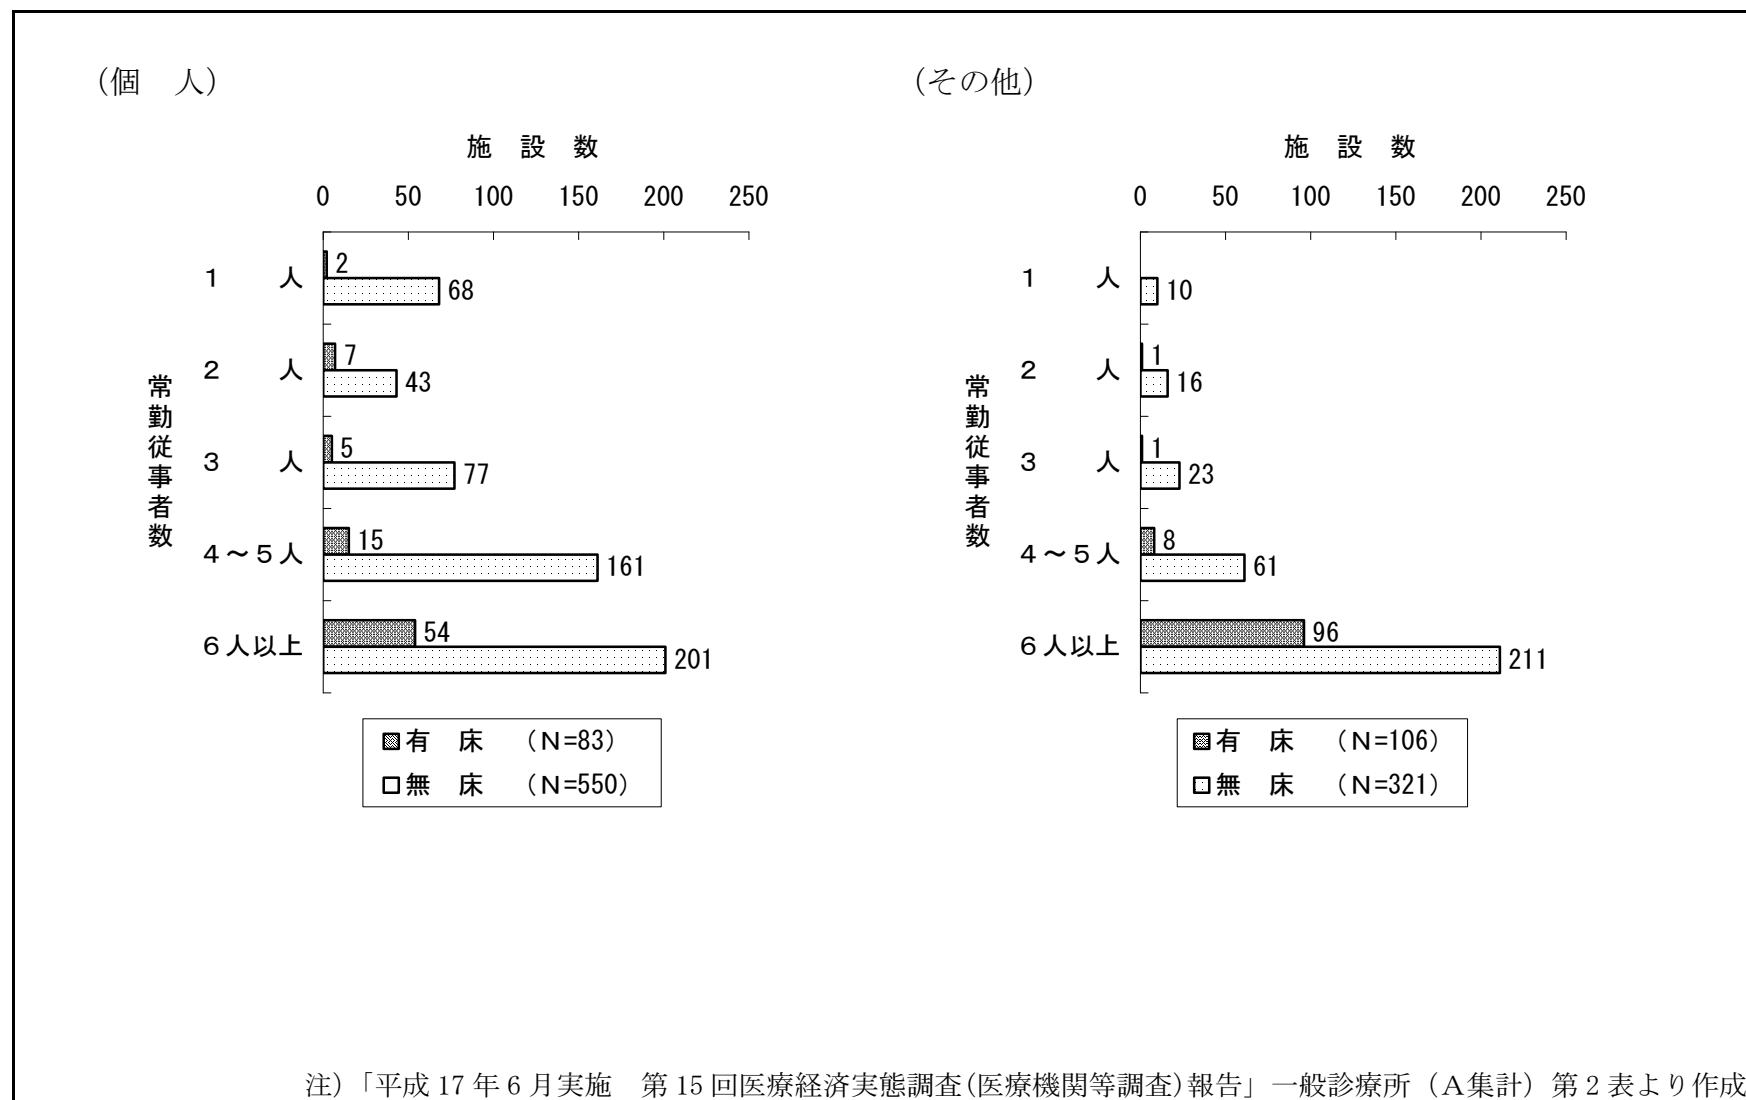 （個　人）
施　設　数
0 50 100 150 200 250
常勤従事者数
１　　人
2
68
２　　人
7
43
３　　人
5
77
４～５人
15
161
６人以上
54
201
有　床　（Ｎ=83）
無　床　（Ｎ=550）
（その他）
施　設　数
0 50 100 150 200 250
常勤従事者数
１　　人
10
２　　人
1
16
３　　人
1
23
４～５人
8
61
６人以上
96
211
有　床　（Ｎ=106）
無　床　（Ｎ=321）
注）「平成 17 年 6 月実施　第 15 回医療経済実態調査(医療機関等調査)報告」一般診療所（Ａ集計）第 2 表より作成